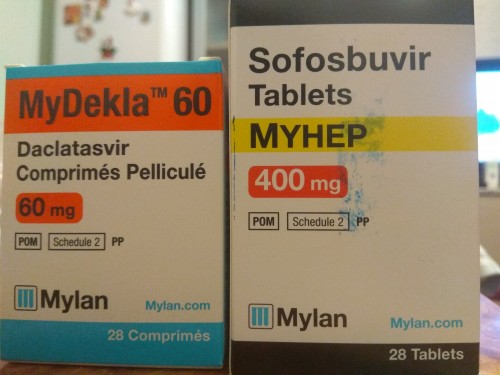 MyDekla™ 60
Daclatasvir
Comprimés Pelliculé
60 mg
POM Schedule 2 PP
Mylan
Mylan.com
28 Comprimés
Sofosbuvir
Tablets
MYHEP
400 mg
POM Schedule 2 PP
Mylan
Mylan.com
28 Tablets